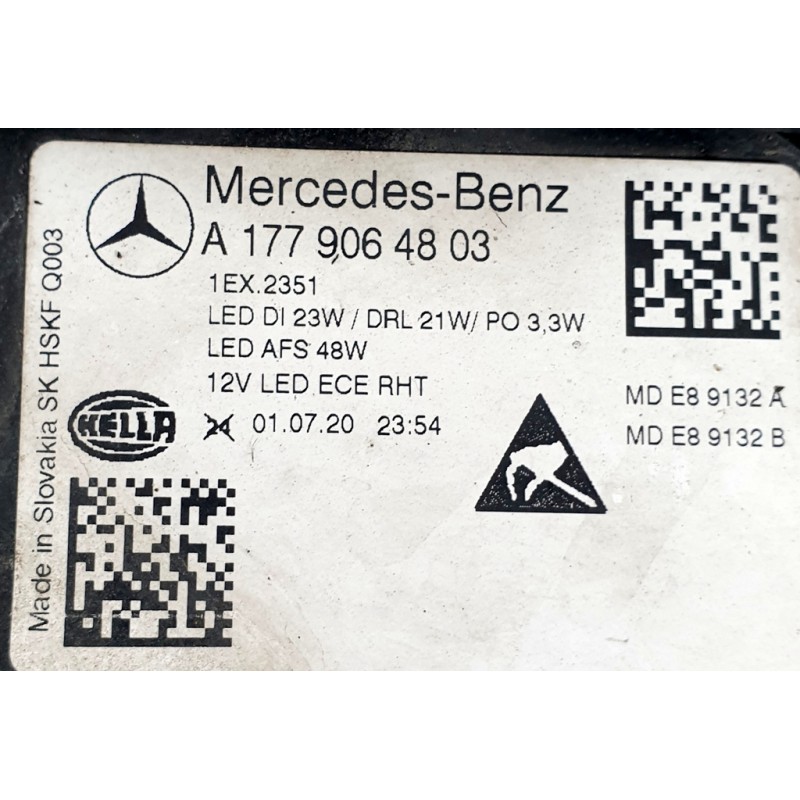 Mercedes-Benz
A 177 906 48 03
1EX.2351
LED DI 23W / DRL 21W/ PO 3,3W
LED AFS 48W
12V LED ECE RHT
HELLA
24 01.07.20 23:54
MD E8 9132 A
MD E8 9132 B
Made in Slovakia SK HSKF Q003